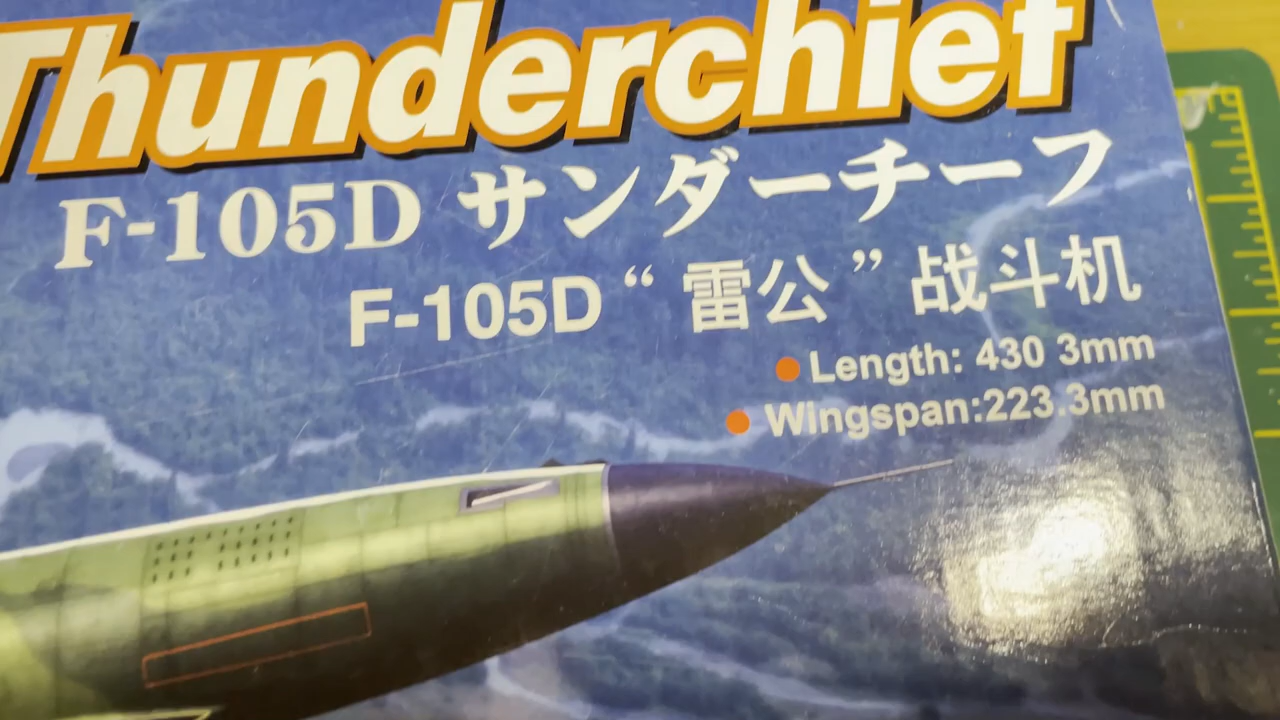 Thunderchief
F-105D サンダーチーフ
F-105D “雷公” 战斗机
Length: 430 3mm
Wingspan:223.3mm